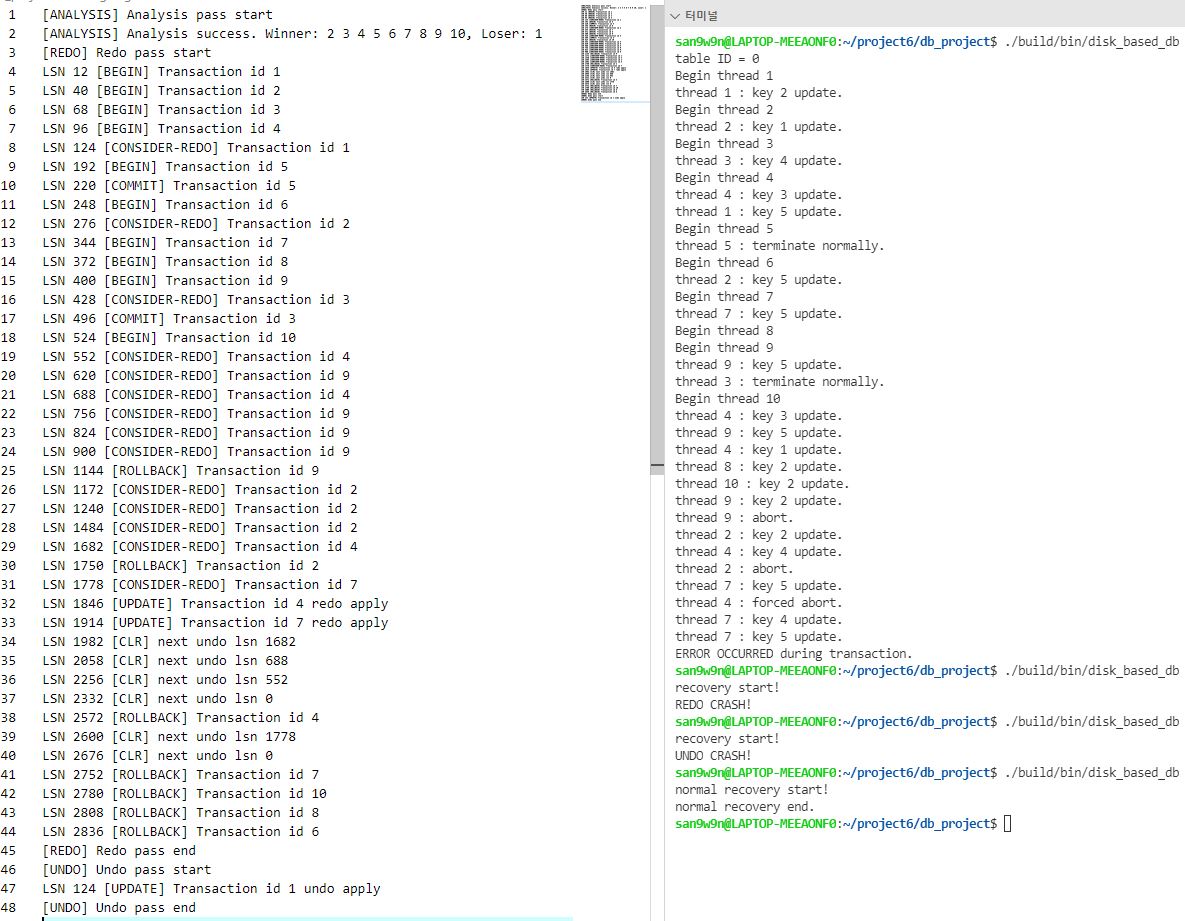 1 [ANALYSIS] Analysis pass start
2 [ANALYSIS] Analysis success. Winner: 2 3 4 5 6 7 8 9 10, Loser: 1
3 [REDO] Redo pass start
4 LSN 12 [BEGIN] Transaction id 1
5 LSN 40 [BEGIN] Transaction id 2
6 LSN 68 [BEGIN] Transaction id 3
7 LSN 96 [BEGIN] Transaction id 4
8 LSN 124 [CONSIDER-REDO] Transaction id 1
9 LSN 192 [BEGIN] Transaction id 5
10 LSN 220 [COMMIT] Transaction id 5
11 LSN 248 [BEGIN] Transaction id 6
12 LSN 276 [CONSIDER-REDO] Transaction id 2
13 LSN 344 [BEGIN] Transaction id 7
14 LSN 372 [BEGIN] Transaction id 8
15 LSN 400 [BEGIN] Transaction id 9
16 LSN 428 [CONSIDER-REDO] Transaction id 3
17 LSN 496 [COMMIT] Transaction id 3
18 LSN 524 [BEGIN] Transaction id 10
19 LSN 552 [CONSIDER-REDO] Transaction id 4
20 LSN 620 [CONSIDER-REDO] Transaction id 9
21 LSN 688 [CONSIDER-REDO] Transaction id 4
22 LSN 756 [CONSIDER-REDO] Transaction id 9
23 LSN 824 [CONSIDER-REDO] Transaction id 9
24 LSN 900 [CONSIDER-REDO] Transaction id 9
25 LSN 1144 [ROLLBACK] Transaction id 9
26 LSN 1172 [CONSIDER-REDO] Transaction id 2
27 LSN 1240 [CONSIDER-REDO] Transaction id 2
28 LSN 1484 [CONSIDER-REDO] Transaction id 2
29 LSN 1682 [CONSIDER-REDO] Transaction id 4
30 LSN 1750 [ROLLBACK] Transaction id 2
31 LSN 1778 [CONSIDER-REDO] Transaction id 7
32 LSN 1846 [UPDATE] Transaction id 4 redo apply
33 LSN 1914 [UPDATE] Transaction id 7 redo apply
34 LSN 1982 [CLR] next undo lsn 1682
35 LSN 2058 [CLR] next undo lsn 688
36 LSN 2256 [CLR] next undo lsn 552
37 LSN 2332 [CLR] next undo lsn 0
38 LSN 2572 [ROLLBACK] Transaction id 4
39 LSN 2600 [CLR] next undo lsn 1778
40 LSN 2676 [CLR] next undo lsn 0
41 LSN 2752 [ROLLBACK] Transaction id 7
42 LSN 2780 [ROLLBACK] Transaction id 10
43 LSN 2808 [ROLLBACK] Transaction id 8
44 LSN 2836 [ROLLBACK] Transaction id 6
45 [REDO] Redo pass end
46 [UNDO] Undo pass start
47 LSN 124 [UPDATE] Transaction id 1 undo apply
48 [UNDO] Undo pass end
터미널
san9w9n@LAPTOP-MEEAONF0:~/project6/db_project$ ./build/bin/disk_based_db
table ID = 0
Begin thread 1
thread 1 : key 2 update.
Begin thread 2
thread 2 : key 1 update.
Begin thread 3
thread 3 : key 4 update.
Begin thread 4
thread 4 : key 3 update.
thread 1 : key 5 update.
Begin thread 5
thread 5 : terminate normally.
Begin thread 6
thread 2 : key 5 update.
Begin thread 7
thread 7 : key 5 update.
Begin thread 8
Begin thread 9
thread 9 : key 5 update.
thread 3 : terminate normally.
Begin thread 10
thread 4 : key 3 update.
thread 9 : key 5 update.
thread 4 : key 1 update.
thread 8 : key 2 update.
thread 10 : key 2 update.
thread 9 : key 2 update.
thread 9 : abort.
thread 2 : key 2 update.
thread 4 : key 4 update.
thread 2 : abort.
thread 7 : key 5 update.
thread 4 : forced abort.
thread 7 : key 4 update.
thread 7 : key 5 update.
ERROR OCCURRED during transaction.
san9w9n@LAPTOP-MEEAONF0:~/project6/db_project$ ./build/bin/disk_based_db
recovery start!
REDO CRASH!
san9w9n@LAPTOP-MEEAONF0:~/project6/db_project$ ./build/bin/disk_based_db
recovery start!
UNDO CRASH!
san9w9n@LAPTOP-MEEAONF0:~/project6/db_project$ ./build/bin/disk_based_db
normal recovery start!
normal recovery end.
san9w9n@LAPTOP-MEEAONF0:~/project6/db_project$